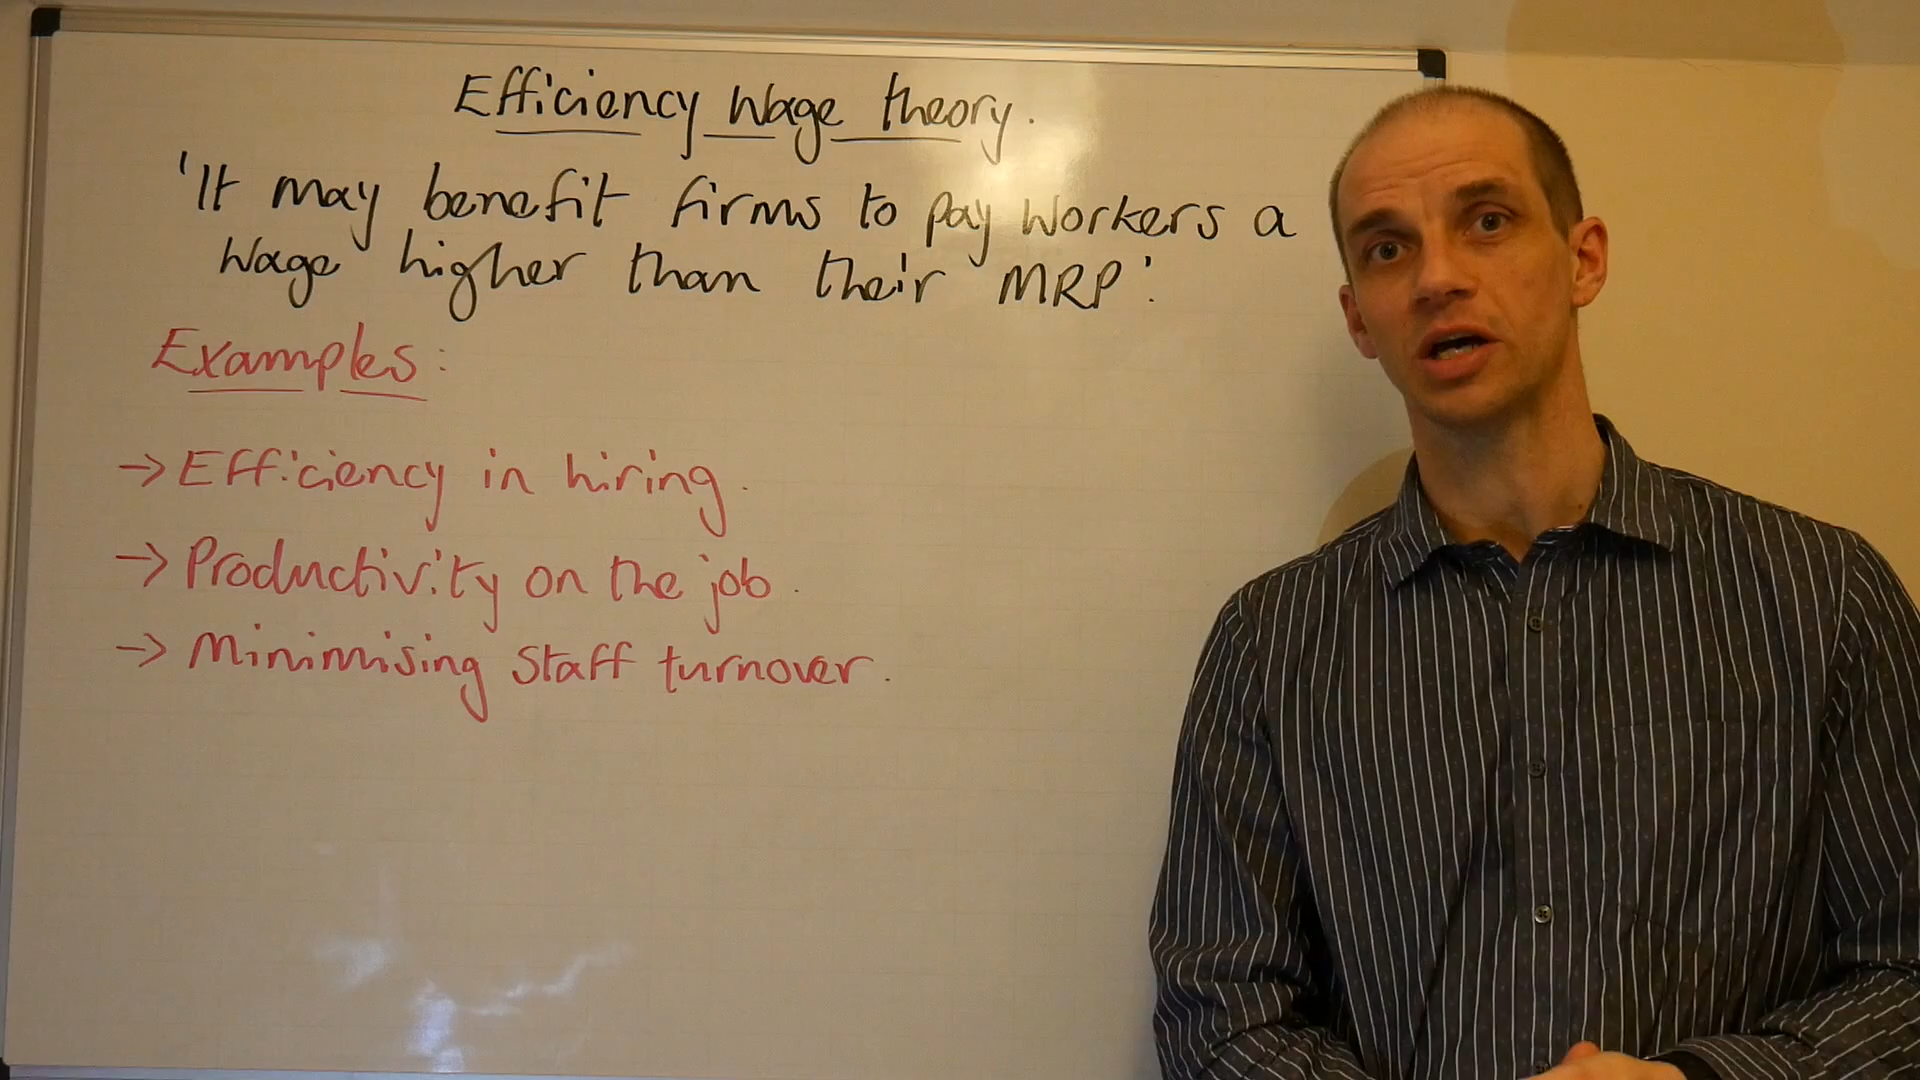 Efficiency Wage theory.
'It may benefit firms to pay workers a
wage higher than their MRP'.
Examples:
→ Efficiency in hiring.
→ Productivity on the job.
→ Minimising staff turnover.